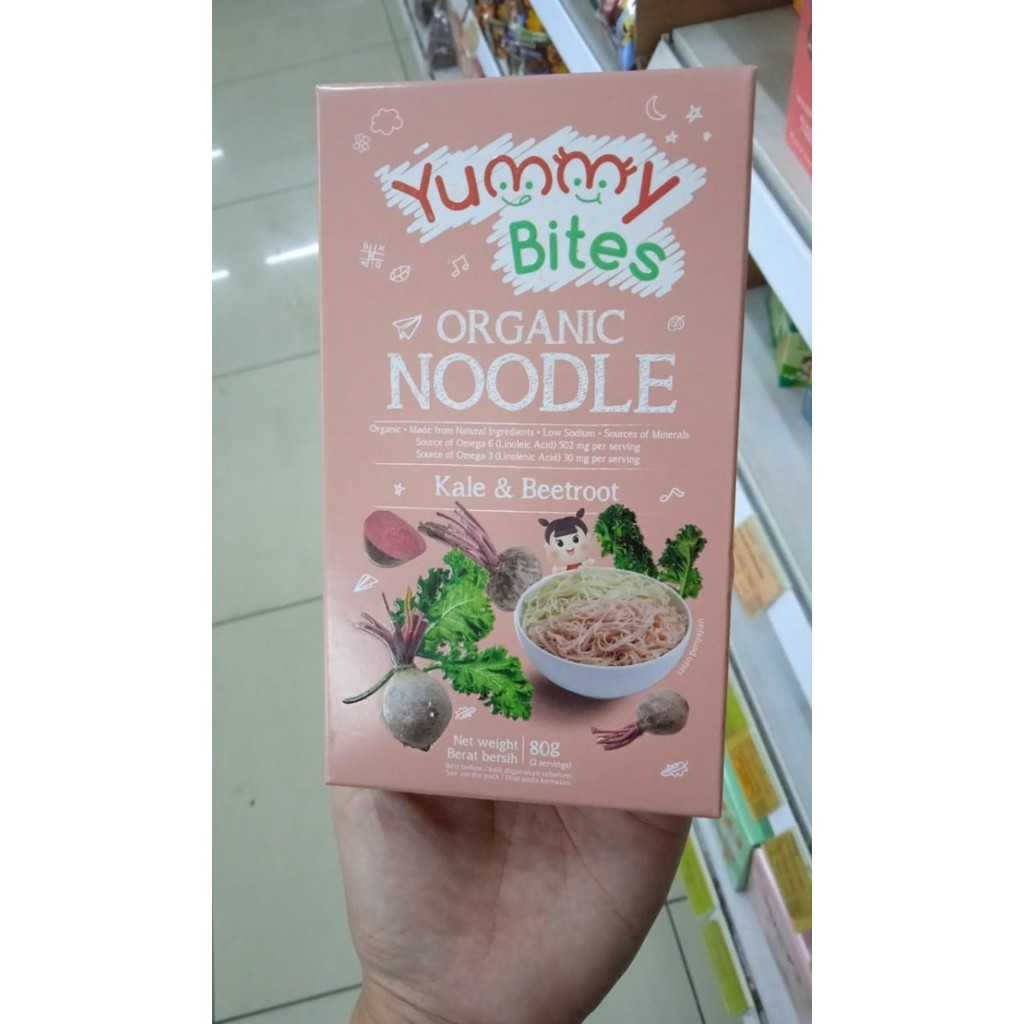 Yummy
Bites
ORGANIC
NOODLE
Organic • Made from Natural Ingredients • Low Sodium • Sources of Minerals
Source of Omega 6 (Linoleic Acid) 502 mg per serving
Source of Omega 3 (Linolenic Acid) 30 mg per serving
Kale & Beetroot
saran penyajian
Net weight
Berat bersih
80g
(2 servings)
Best before / baik digunakan sebelum
See on the pack / lihat pada kemasan